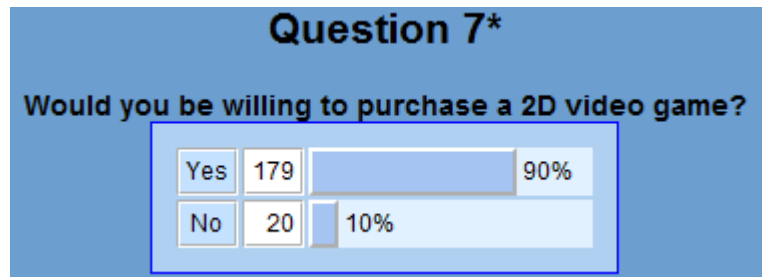 Question 7*
Would you be willing to purchase a 2D video game?
Yes 179 90%
No 20 10%